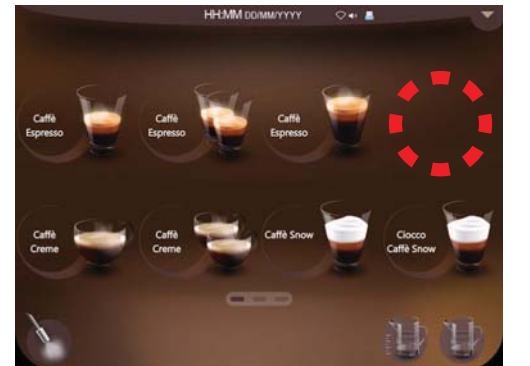 HH:MM DD/MM/YYYY
Caffè
Espresso
Caffè
Espresso
Caffè
Espresso
Caffè
Creme
Caffè
Creme
Caffè Snow
Ciocco
Caffè Snow